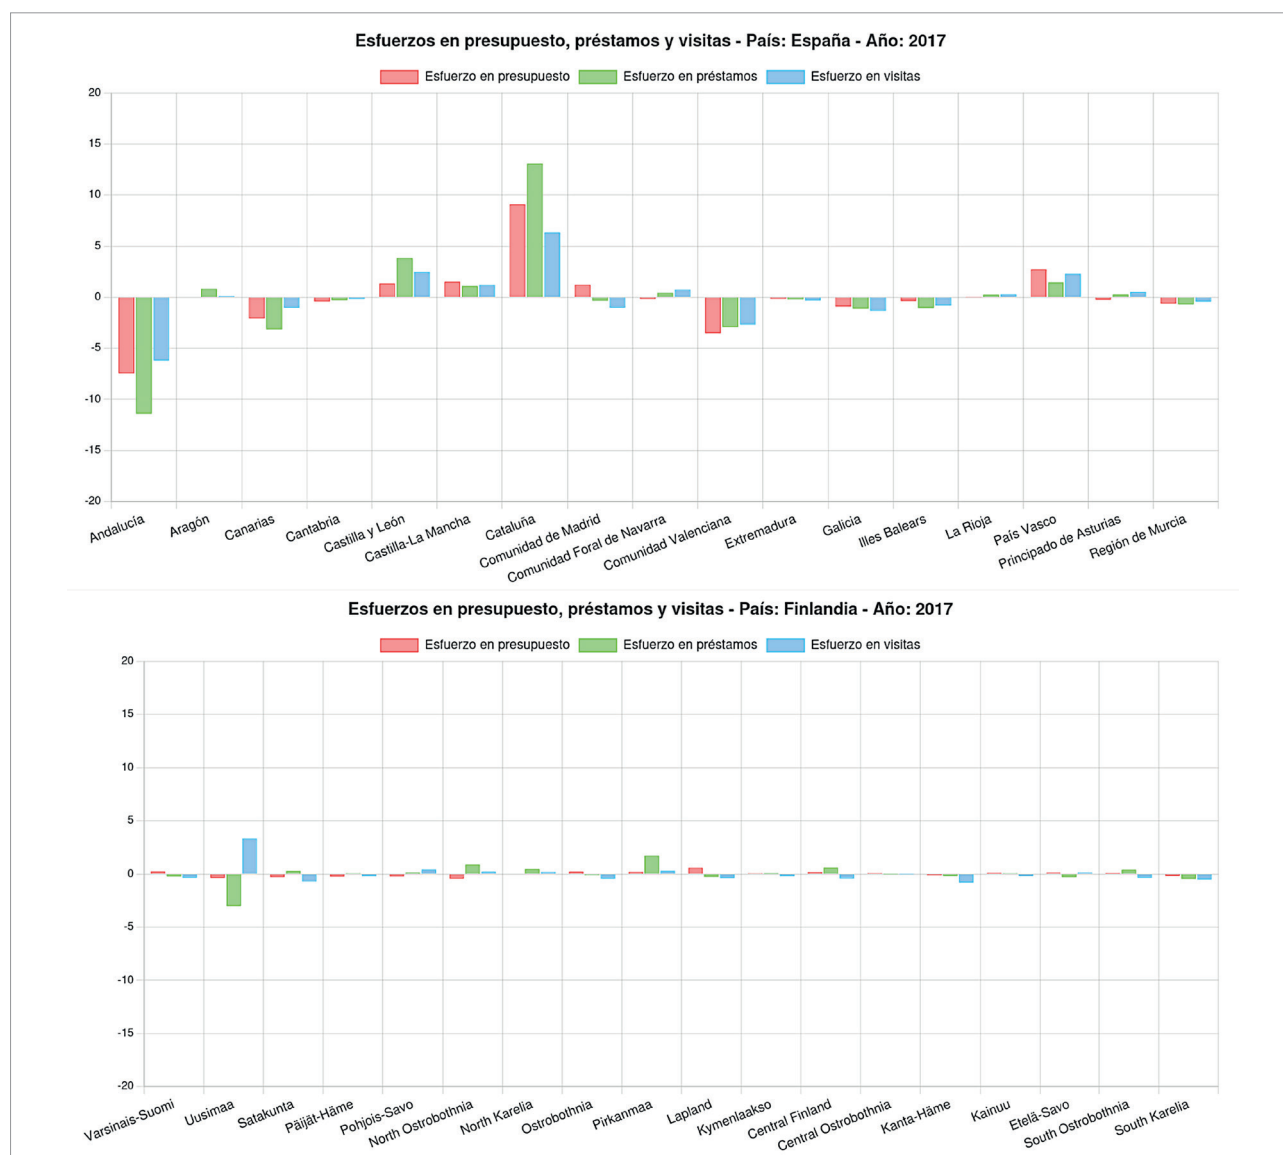 Esfuerzos en presupuesto, préstamos y visitas - País: España - Año: 2017
Esfuerzo en presupuesto Esfuerzo en préstamos Esfuerzo en visitas
20
15
10
5
0
-5
-10
-15
-20
Andalucía
Aragón
Canarias
Cantabria
Castilla y León
Castilla-La Mancha
Cataluña
Comunidad de Madrid
Comunidad Foral de Navarra
Comunidad Valenciana
Extremadura
Galicia
Illes Balears
La Rioja
País Vasco
Principado de Asturias
Región de Murcia
Esfuerzos en presupuesto, préstamos y visitas - País: Finlandia - Año: 2017
Esfuerzo en presupuesto Esfuerzo en préstamos Esfuerzo en visitas
20
15
10
5
0
-5
-10
-15
-20
Varsinais-Suomi
Uusimaa
Satakunta
Päijät-Häme
Pohjois-Savo
North Ostrobothnia
North Karelia
Ostrobothnia
Pirkanmaa
Lapland
Kymenlaakso
Central Finland
Central Ostrobothnia
Kanta-Häme
Kainuu
Etelä-Savo
South Ostrobothnia
South Karelia